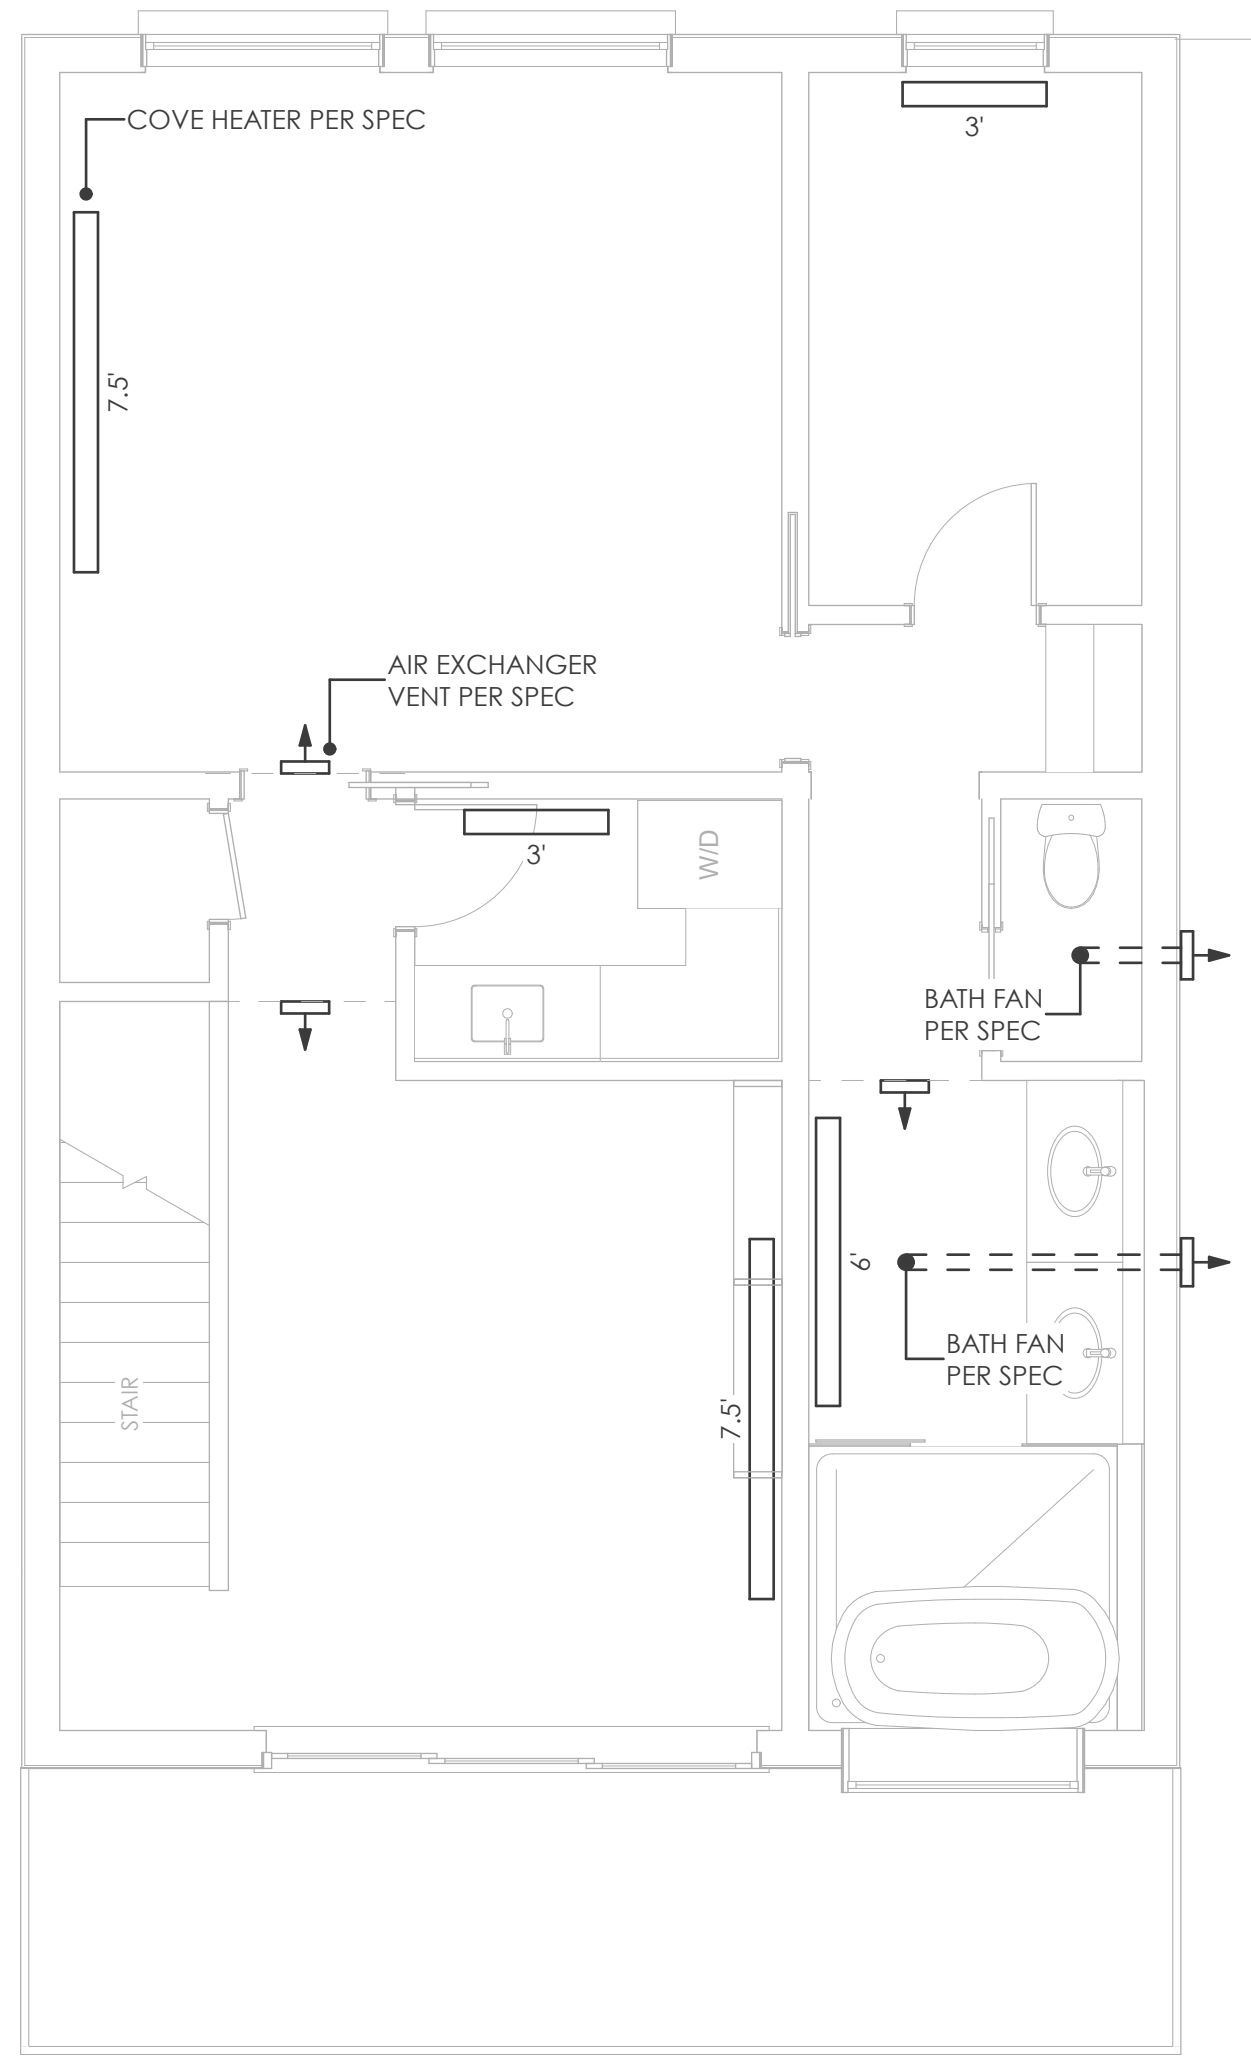 COVE HEATER PER SPEC
3'
7.5'
AIR EXCHANGER
VENT PER SPEC
3'
W/D
BATH FAN
PER SPEC
6'
BATH FAN
PER SPEC
STAIR
7.5'